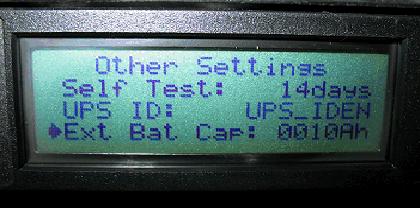 Other Settings
Self Test: 14days
UPS ID: UPS_IDEN
Ext Bat Cap: 0010Ah